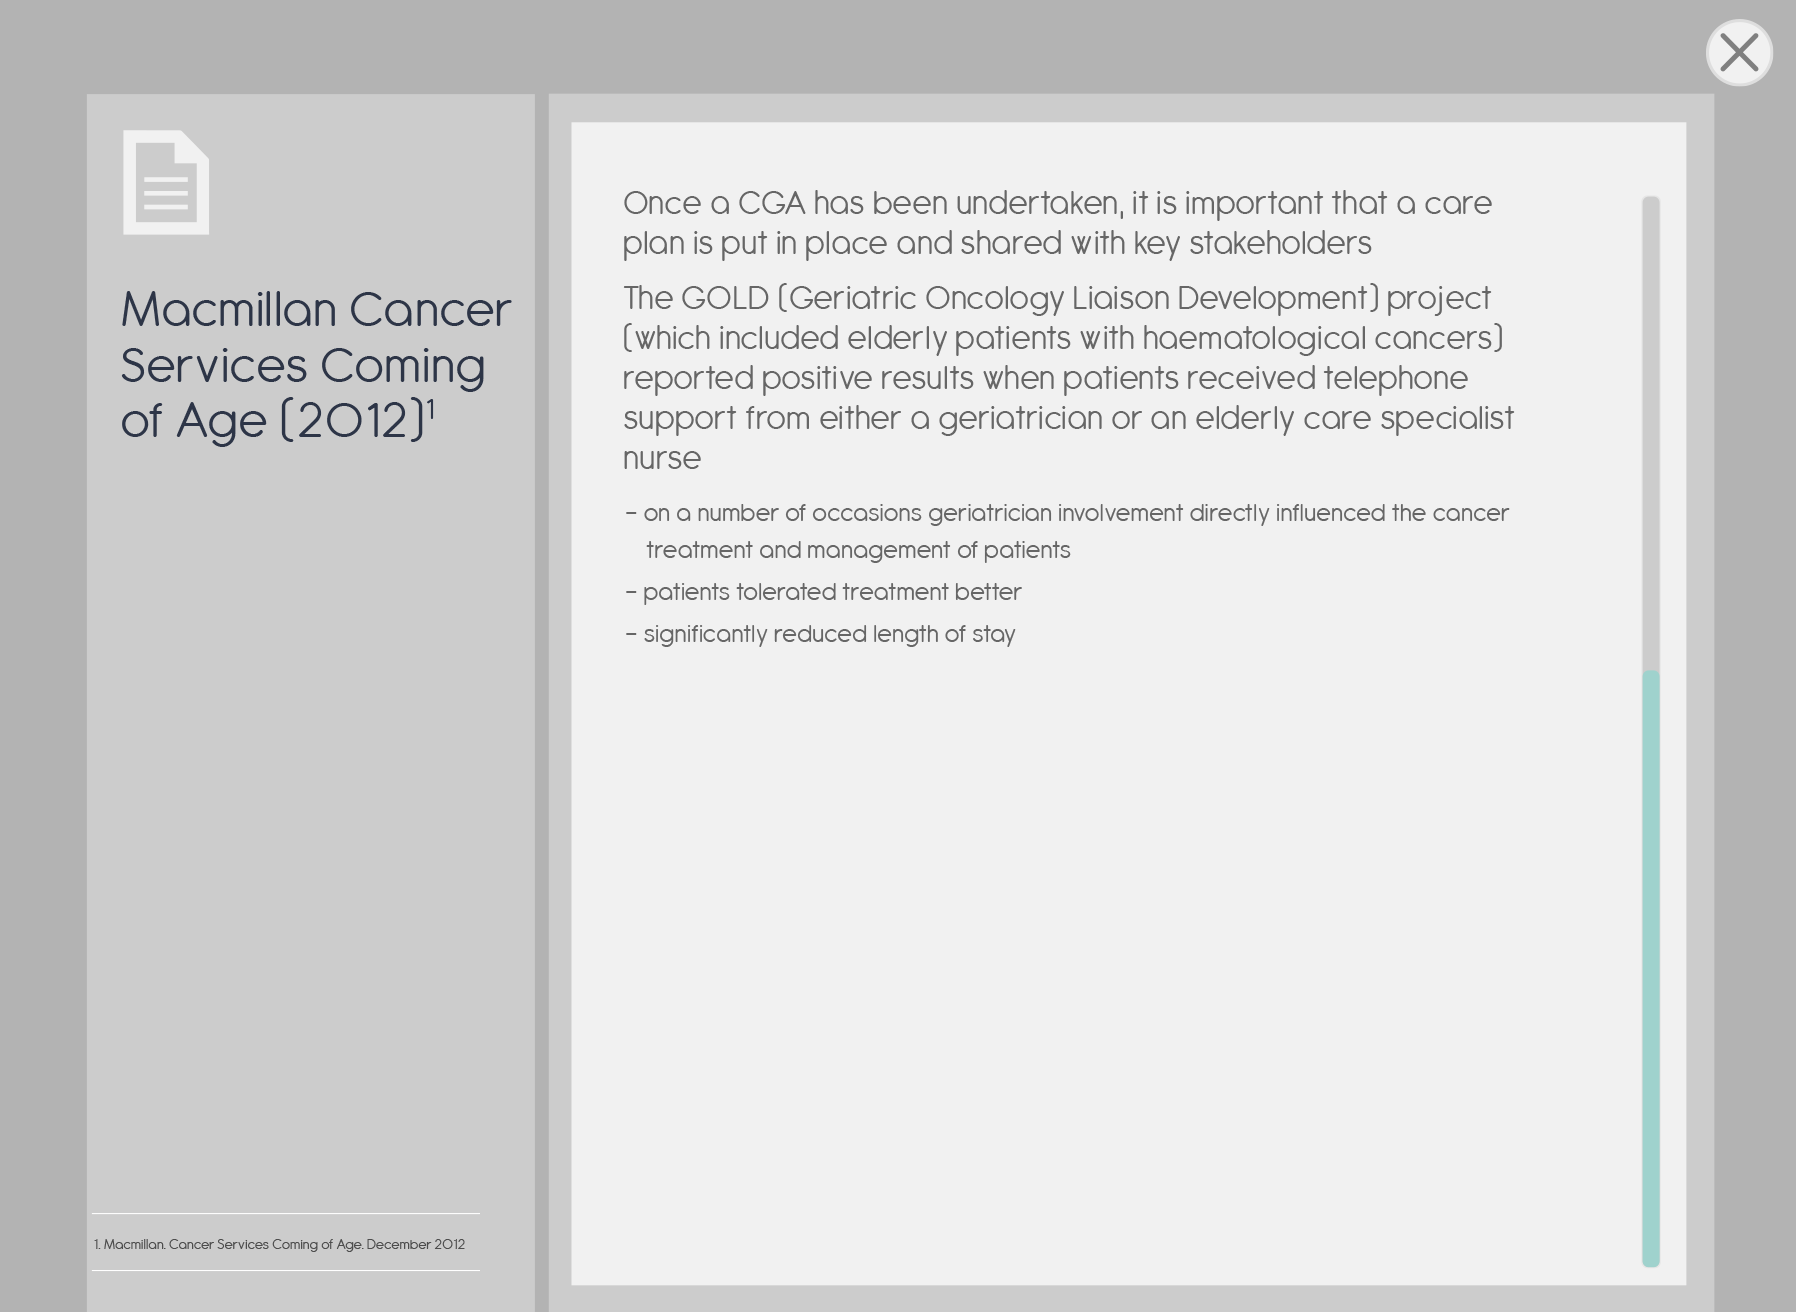 Macmillan Cancer
Services Coming
of Age (2012)¹
1. Macmillan. Cancer Services Coming of Age. December 2012
Once a CGA has been undertaken, it is important that a care
plan is put in place and shared with key stakeholders
The GOLD (Geriatric Oncology Liaison Development) project
(which included elderly patients with haematological cancers)
reported positive results when patients received telephone
support from either a geriatrician or an elderly care specialist
nurse
– on a number of occasions geriatrician involvement directly influenced the cancer
treatment and management of patients
– patients tolerated treatment better
– significantly reduced length of stay